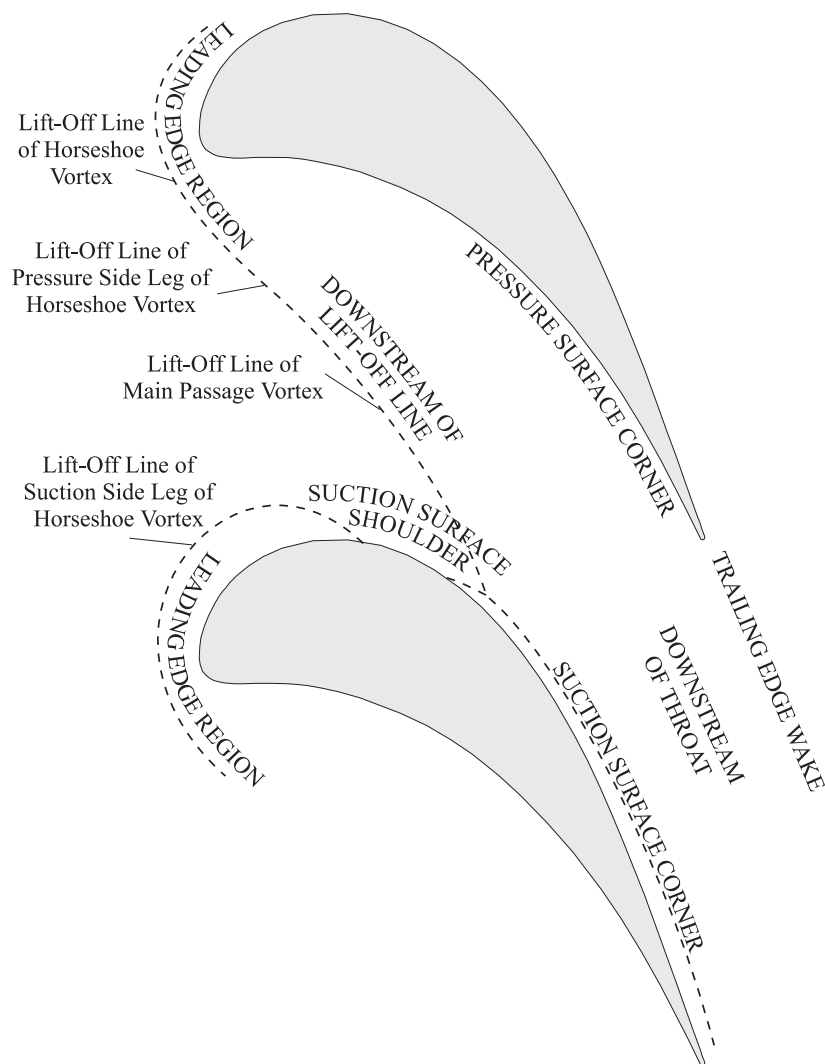 LEADING EDGE REGION
Lift-Off Line
of Horseshoe
Vortex
Lift-Off Line of
Pressure Side Leg of
Horseshoe Vortex
DOWNSTREAM OF
LIFT-OFF LINE
PRESSURE SURFACE CORNER
Lift-Off Line of
Main Passage Vortex
Lift-Off Line of
Suction Side Leg of
Horseshoe Vortex
SUCTION SURFACE
SHOULDER
LEADING EDGE REGION
TRAILING EDGE WAKE
DOWNSTREAM
OF THROAT
SUCTION SURFACE CORNER